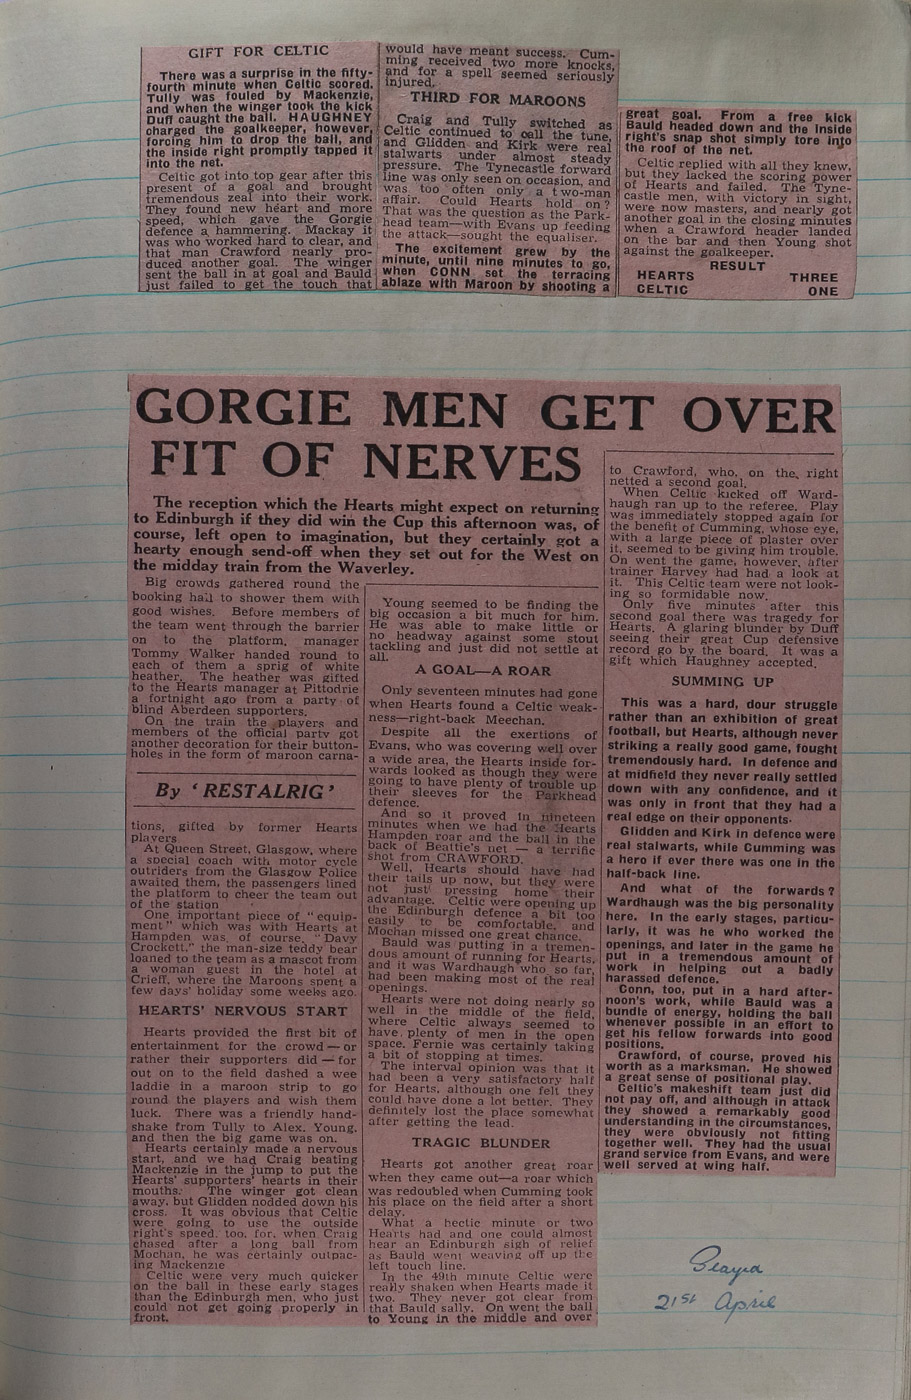 GIFT FOR CELTIC
There was a surprise in the fifty-
fourth minute when Celtic scored.
Tully was fouled by Mackenzie,
and when the winger took the kick
Duff caught the ball. HAUGHNEY
charged the goalkeeper, however,
forcing him to drop the ball, and
the inside right promptly tapped it
into the net.
Celtic got into top gear after this
present of a goal and brought
tremendous zeal into their work.
They found new heart and more
speed, which gave the Gorgie
defence a hammering. Mackay it
was who worked hard to clear, and
that man Crawford nearly pro-
duced another goal. The winger
sent the ball in at goal and Bauld
just failed to get the touch that
would have meant success. Cum-
ming received two more knocks,
and for a spell seemed seriously
injured.
THIRD FOR MAROONS
Craig and Tully switched as
Celtic continued to call the tune,
and Glidden and Kirk were real
stalwarts under almost steady
pressure. The Tynecastle forward
line was only seen on occasion, and
was too often only a two-man
affair. Could Hearts hold on?
That was the question as the Park-
head team—with Evans up feeding
the attack—sought the equaliser.
The excitement grew by the
minute, until nine minutes to go,
when CONN set the terracing
ablaze with Maroon by shooting a
great goal. From a free kick
Bauld headed down and the inside
right's snap shot simply tore into
the roof of the net.
Celtic replied with all they knew,
but they lacked the scoring power
of Hearts and failed. The Tyne-
castle men, with victory in sight,
were now masters, and nearly got
another goal in the closing minutes
when a Crawford header landed
on the bar and then Young shot
against the goalkeeper.
RESULT
HEARTS THREE
CELTIC ONE
GORGIE MEN GET OVER
FIT OF NERVES
The reception which the Hearts might expect on returning
to Edinburgh if they did win the Cup this afternoon was, of
course, left open to imagination, but they certainly got a
hearty enough send-off when they set out for the West on
the midday train from the Waverley.
Big crowds gathered round the
booking hall to shower them with
good wishes. Before members of
the team went through the barrier
on to the platform, manager
Tommy Walker handed round to
each of them a sprig of white
heather. The heather was gifted
to the Hearts manager at Pittodrie
a fortnight ago from a party of
blind Aberdeen supporters.
On the train the players and
members of the official party got
another decoration for their button-
holes in the form of maroon carna-
By 'RESTALRIG'
tions, gifted by former Hearts
players
At Queen Street, Glasgow, where
a special coach with motor cycle
outriders from the Glasgow Police
awaited them, the passengers lined
the platform to cheer the team out
of the station
One important piece of "equip-
ment" which was with Hearts at
Hampden was, of course, "Davy
Crockett," the man-size teddy bear
loaned to the team as a mascot from
a woman guest in the hotel at
Crieff, where the Maroons spent a
few days' holiday some weeks ago.
HEARTS' NERVOUS START
Hearts provided the first bit of
entertainment for the crowd—or
rather their supporters did—for
out on to the field dashed a wee
laddie in a maroon strip to go
round the players and wish them
luck. There was a friendly hand-
shake from Tully to Alex. Young,
and then the big game was on.
Hearts certainly made a nervous
start, and we had Craig beating
Mackenzie in the jump to put the
Hearts' supporters' hearts in their
mouths. The winger got clean
away, but Glidden nodded down his
cross. It was obvious that Celtic
were going to use the outside
right's speed, too, for, when Craig
chased after a long ball from
Mochan, he was certainly outpac-
ing Mackenzie
Celtic were very much quicker
on the ball in these early stages
than the Edinburgh men, who just
could not get going properly in
front.
Young seemed to be finding the
big occasion a bit much for him.
He was able to make little or
no headway against some stout
tackling and just did not settle at
all.
A GOAL—A ROAR
Only seventeen minutes had gone
when Hearts found a Celtic weak-
ness—right-back Meechan.
Despite all the exertions of
Evans, who was covering well over
a wide area, the Hearts inside for-
wards looked as though they were
going to have plenty of trouble up
their sleeves for the Parkhead
defence.
And so it proved in nineteen
minutes when we had the Hearts
Hampden roar and the ball in the
back of Beattie's net — a terrific
shot from CRAWFORD.
Well, Hearts should have had
their tails up now, but they were
not just pressing home their
advantage. Celtic were opening up
the Edinburgh defence a bit too
easily to be comfortable, and
Mochan missed one great chance.
Bauld was putting in a tremen-
dous amount of running for Hearts,
and it was Wardhaugh who so far,
had been making most of the real
openings.
Hearts were not doing nearly so
well in the middle of the field,
where Celtic always seemed to
have plenty of men in the open
space. Fernie was certainly taking
a bit of stopping at times.
The interval opinion was that it
had been a very satisfactory half
for Hearts, although one felt they
could have done a lot better. They
definitely lost the place somewhat
after getting the lead.
TRAGIC BLUNDER
Hearts got another great roar
when they came out—a roar which
was redoubled when Cumming took
his place on the field after a short
delay.
What a hectic minute or two
Hearts had and one could almost
hear an Edinburgh sigh of relief
as Bauld went weaving off up the
left touch line.
In the 49th minute Celtic were
really shaken when Hearts made it
two. They never got clear from
that Bauld sally. On went the ball
to Young in the middle and over
to Crawford, who, on the right
netted a second goal.
When Celtic kicked off Ward-
haugh ran up to the referee. Play
was immediately stopped again for
the benefit of Cumming, whose eye,
with a large piece of plaster over
it, seemed to be giving him trouble.
On went the game, however, after
trainer Harvey had had a look at
it. This Celtic team were not look-
ing so formidable now.
Only five minutes after this
second goal there was tragedy for
Hearts. A glaring blunder by Duff
seeing their great Cup defensive
record go by the board. It was a
gift which Haughney accepted.
SUMMING UP
This was a hard, dour struggle
rather than an exhibition of great
football, but Hearts, although never
striking a really good game, fought
tremendously hard. In defence and
at midfield they never really settled
down with any confidence, and it
was only in front that they had a
real edge on their opponents.
Glidden and Kirk in defence were
real stalwarts, while Cumming was
a hero if ever there was one in the
half-back line.
And what of the forwards?
Wardhaugh was the big personality
here. In the early stages, particu-
larly, it was he who worked the
openings, and later in the game he
put in a tremendous amount of
work in helping out a badly
harassed defence.
Conn, too, put in a hard after-
noon's work, while Bauld was a
bundle of energy, holding the ball
whenever possible in an effort to
get his fellow forwards into good
positions.
Crawford, of course, proved his
worth as a marksman. He showed
a great sense of positional play.
Celtic's makeshift team just did
not pay off, and although in attack
they showed a remarkably good
understanding in the circumstances,
they were obviously not fitting
together well. They had the usual
grand service from Evans, and were
well served at wing half.
Played
21st April